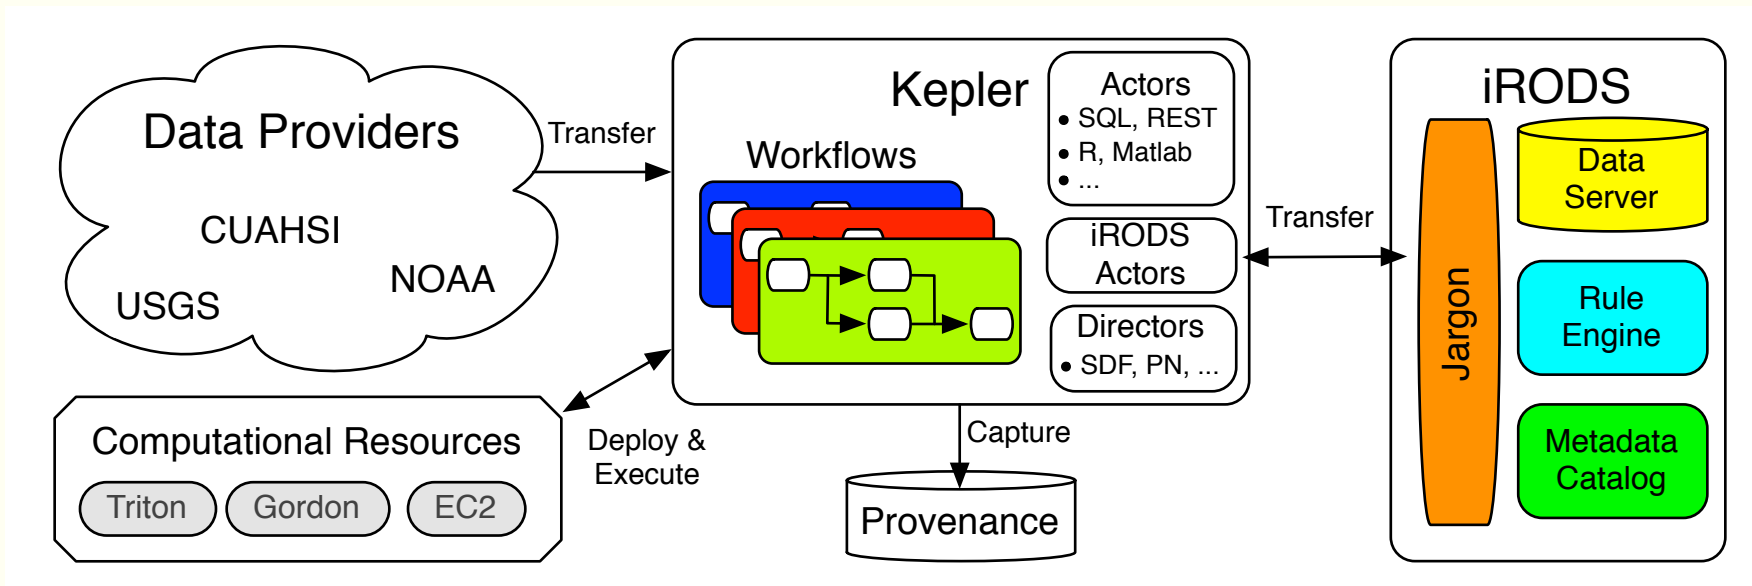 Data Providers
CUAHSI
NOAA
USGS
Transfer
Computational Resources
Triton
Gordon
EC2
Deploy &
Execute
Kepler
Workflows
Actors
• SQL, REST
• R, Matlab
• ...
iRODS
Actors
Directors
• SDF, PN, ...
Capture
Provenance
Transfer
iRODS
Jargon
Data
Server
Rule
Engine
Metadata
Catalog